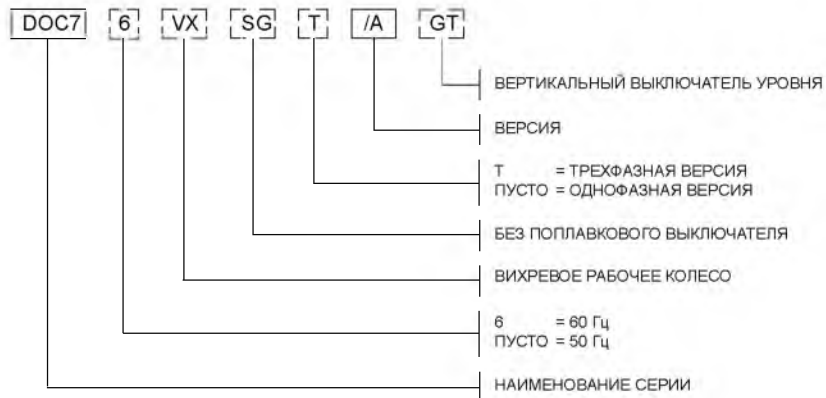 DOC7 6 VX SG T /A GT
ВЕРТИКАЛЬНЫЙ ВЫКЛЮЧАТЕЛЬ УРОВНЯ
ВЕРСИЯ
T = ТРЕХФАЗНАЯ ВЕРСИЯ
ПУСТО = ОДНОФАЗНАЯ ВЕРСИЯ
БЕЗ ПОПЛАВКОВОГО ВЫКЛЮЧАТЕЛЯ
ВИХРЕВОЕ РАБОЧЕЕ КОЛЕСО
6 = 60 Гц
ПУСТО = 50 Гц
НАИМЕНОВАНИЕ СЕРИИ